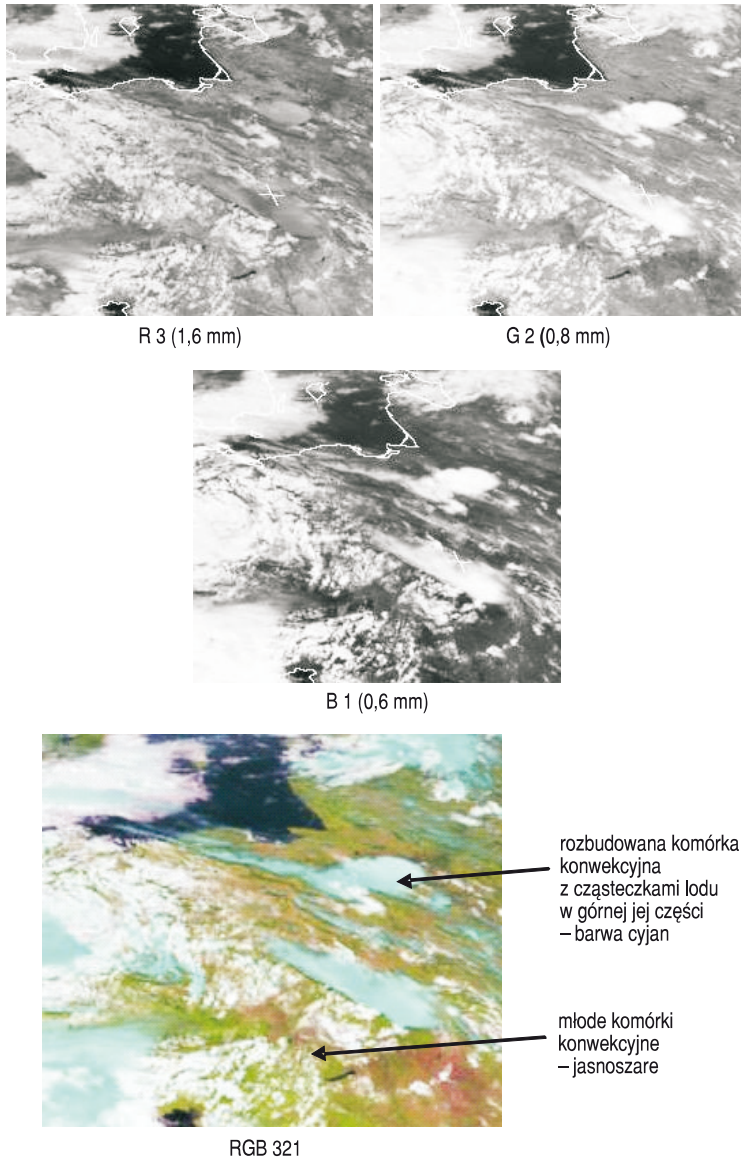 R 3 (1,6 mm)
G 2 (0,8 mm)
B 1 (0,6 mm)
rozbudowana komórka
konwekcyjna
z cząsteczkami lodu
w górnej jej części
– barwa cyjan
młode komórki
konwekcyjne
– jasnoszare
RGB 321